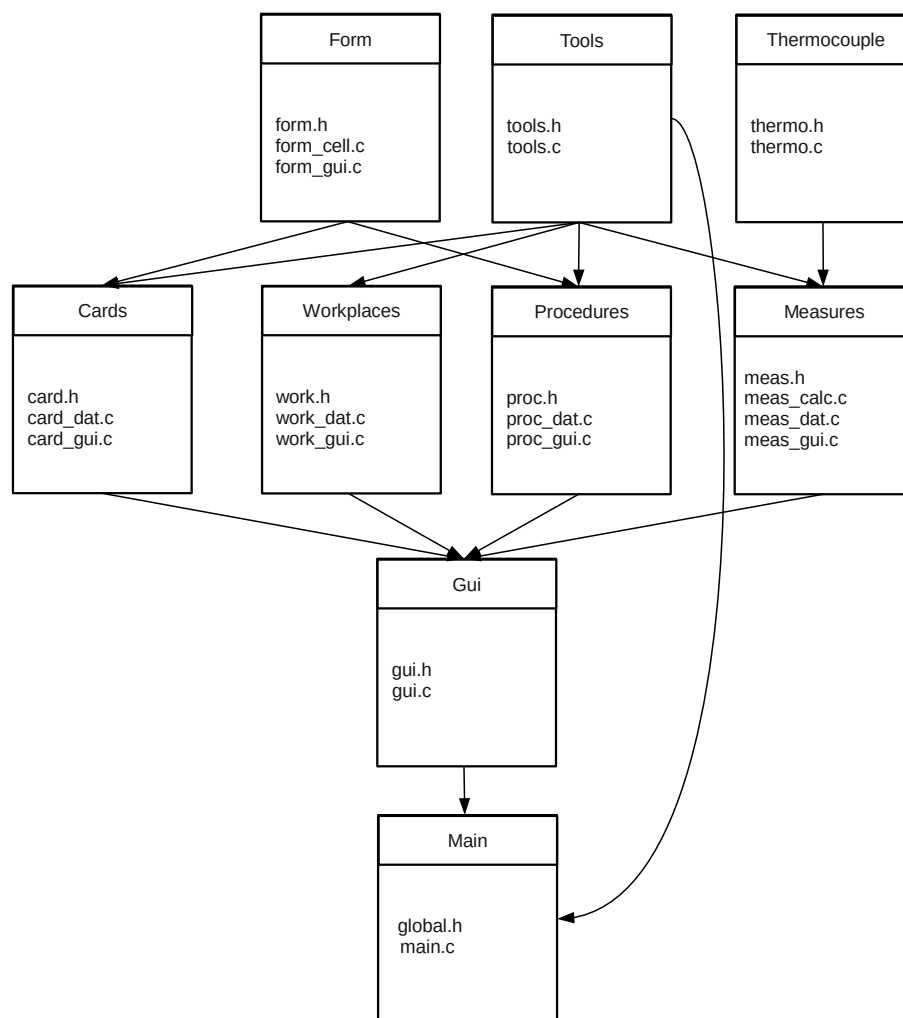 Form
form.h
form_cell.c
form_gui.c
Tools
tools.h
tools.c
Thermocouple
thermo.h
thermo.c
Cards
card.h
card_dat.c
card_gui.c
Workplaces
work.h
work_dat.c
work_gui.c
Procedures
proc.h
proc_dat.c
proc_gui.c
Measures
meas.h
meas_calc.c
meas_dat.c
meas_gui.c
Gui
gui.h
gui.c
Main
global.h
main.c